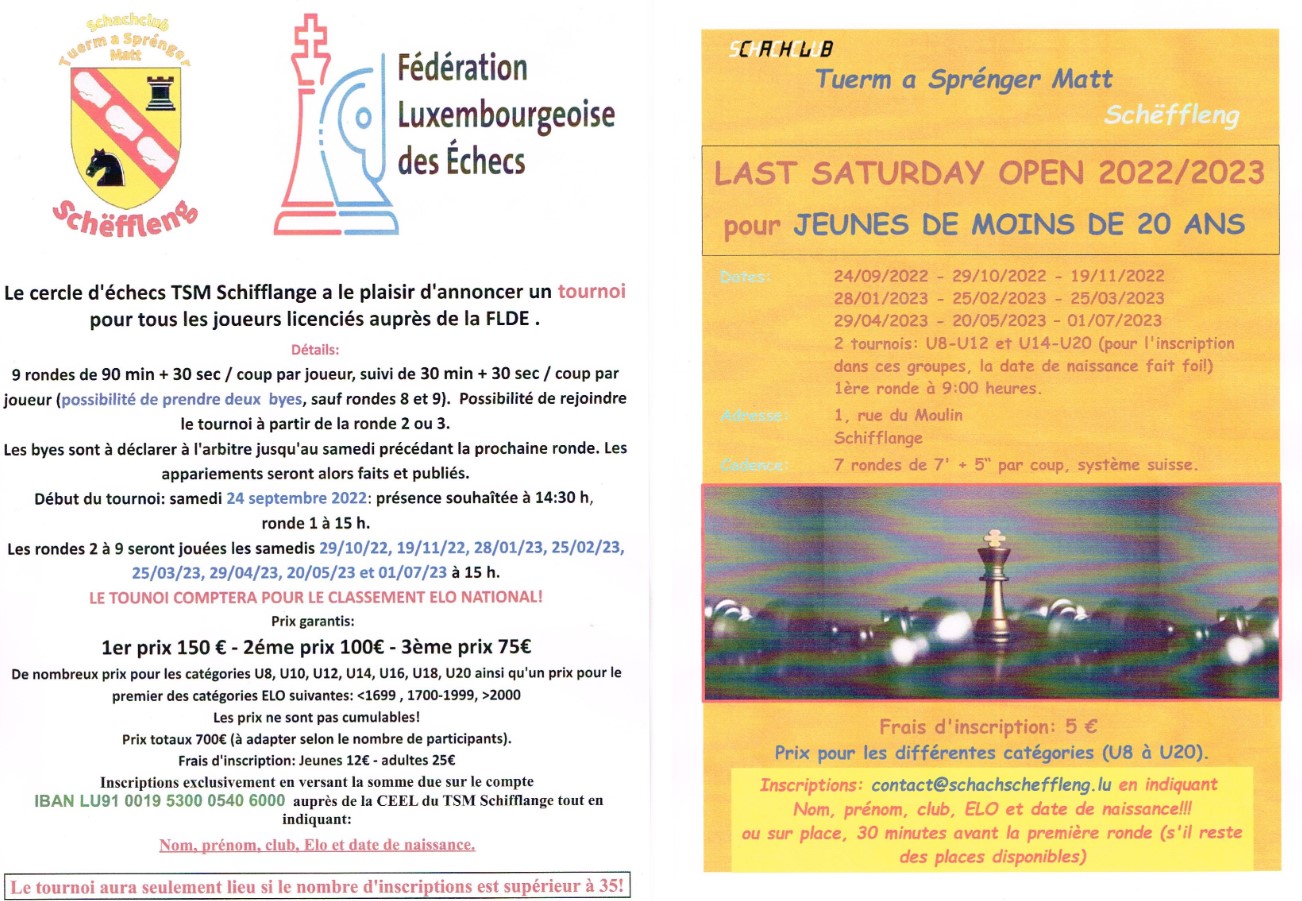 Schachclub
Tuerm a Sprénger
Matt
Schëffleng
Fédération
Luxembourgeoise
des Échecs
Le cercle d'échecs TSM Schifflange a le plaisir d'annoncer un tournoi
pour tous les joueurs licenciés auprès de la FLDE .
Détails:
9 rondes de 90 min + 30 sec / coup par joueur, suivi de 30 min + 30 sec / coup par
joueur (possibilité de prendre deux byes, sauf rondes 8 et 9). Possibilité de rejoindre
le tournoi à partir de la ronde 2 ou 3.
Les byes sont à déclarer à l'arbitre jusqu'au samedi précédant la prochaine ronde. Les
appariements seront alors faits et publiés.
Début du tournoi: samedi 24 septembre 2022: présence souhaîtée à 14:30 h,
ronde 1 à 15 h.
Les rondes 2 à 9 seront jouées les samedis 29/10/22, 19/11/22, 28/01/23, 25/02/23,
25/03/23, 29/04/23, 20/05/23 et 01/07/23 à 15 h.
LE TOUNOI COMPTERA POUR LE CLASSEMENT ELO NATIONAL!
Prix garantis:
1er prix 150 € - 2éme prix 100€ - 3ème prix 75€
De nombreux prix pour les catégories U8, U10, U12, U14, U16, U18, U20 ainsi qu'un prix pour le
premier des catégories ELO suivantes: <1699 , 1700-1999, >2000
Les prix ne sont pas cumulables!
Prix totaux 700€ (à adapter selon le nombre de participants).
Frais d'inscription: Jeunes 12€ - adultes 25€
Inscriptions exclusivement en versant la somme due sur le compte
IBAN LU91 0019 5300 0540 6000 auprès de la CEEL du TSM Schifflange tout en
indiquant:
Nom, prénom, club, Elo et date de naissance.
Le tournoi aura seulement lieu si le nombre d'inscriptions est supérieur à 35!
SCHACHCLUB
Tuerm a Sprénger Matt
Schëffleng
LAST SATURDAY OPEN 2022/2023
pour JEUNES DE MOINS DE 20 ANS
Dates: 24/09/2022 - 29/10/2022 - 19/11/2022
28/01/2023 - 25/02/2023 - 25/03/2023
29/04/2023 - 20/05/2023 - 01/07/2023
2 tournois: U8-U12 et U14-U20 (pour l'inscription
dans ces groupes, la date de naissance fait foi!)
1ère ronde à 9:00 heures.
Adresse: 1, rue du Moulin
Schifflange
Cadence: 7 rondes de 7' + 5" par coup, système suisse.
Frais d'inscription: 5 €
Prix pour les différentes catégories (U8 à U20).
Inscriptions: contact@schachscheffleng.lu en indiquant
Nom, prénom, club, ELO et date de naissance!!!
ou sur place, 30 minutes avant la première ronde (s'il reste
des places disponibles)